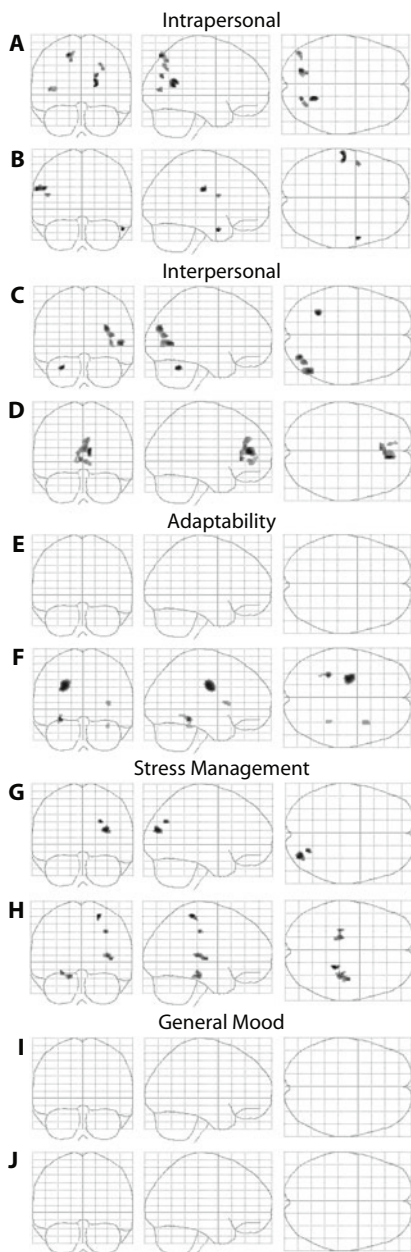 Intrapersonal
A
B
Interpersonal
C
D
Adaptability
E
F
Stress Management
G
H
General Mood
I
J